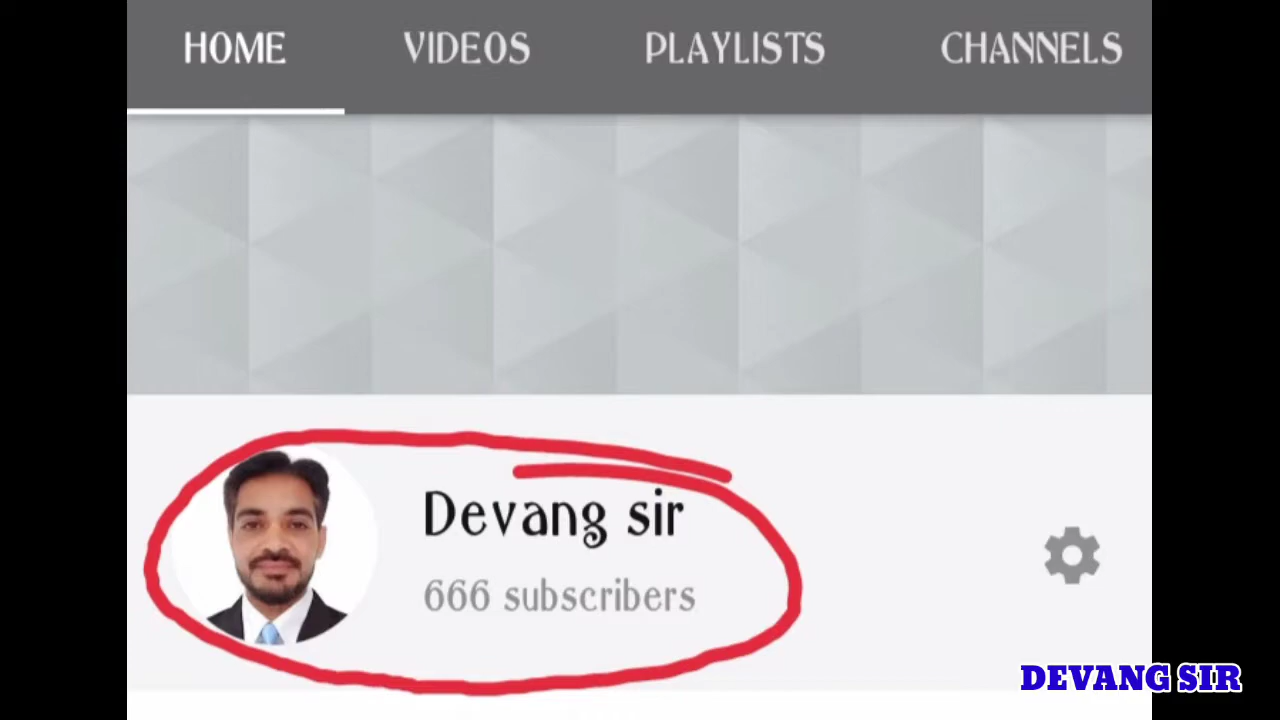 HOME VIDEOS PLAYLISTS CHANNELS
Devang sir
666 subscribers
DEVANG SIR